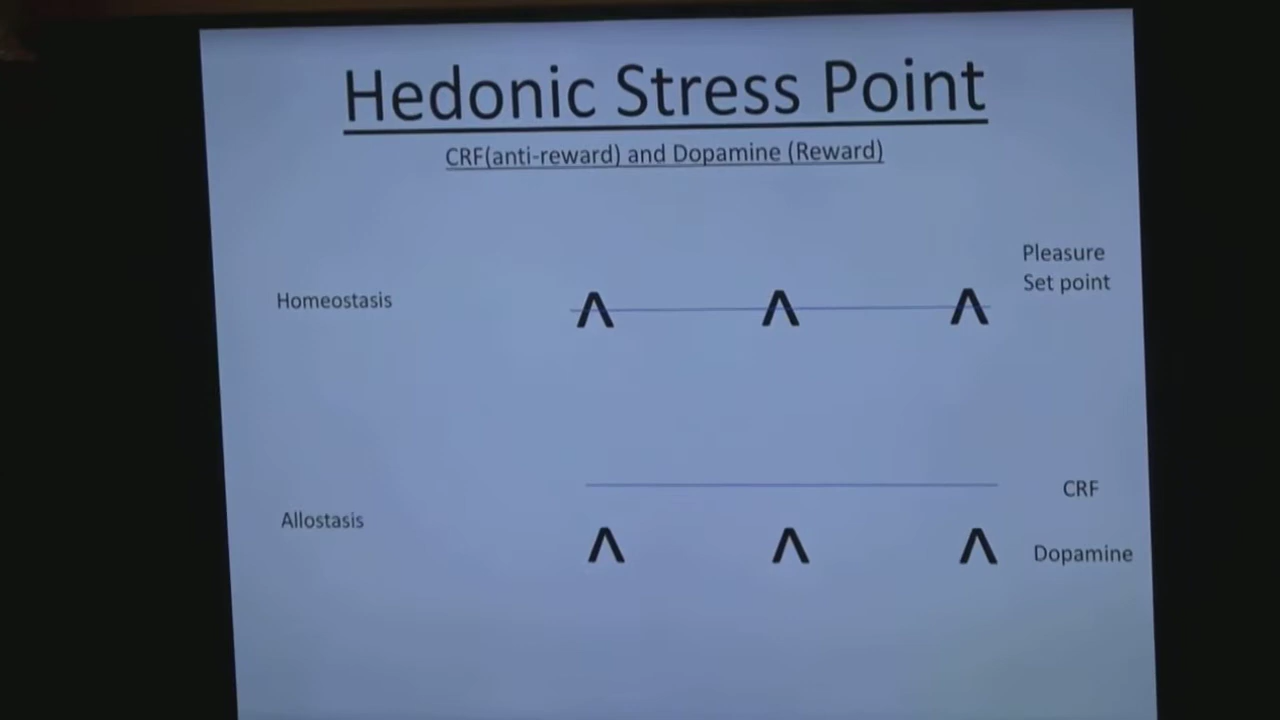 Hedonic Stress Point
CRF(anti-reward) and Dopamine (Reward)
Pleasure
Set point
Homeostasis
CRF
Allostasis
Dopamine